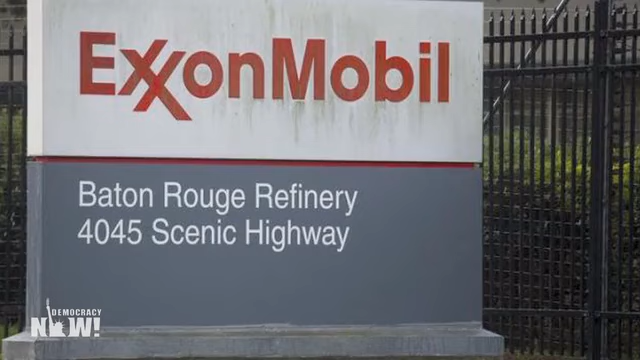 ExxonMobil
Baton Rouge Refinery
4045 Scenic Highway
DEMOCRACY
NOW!